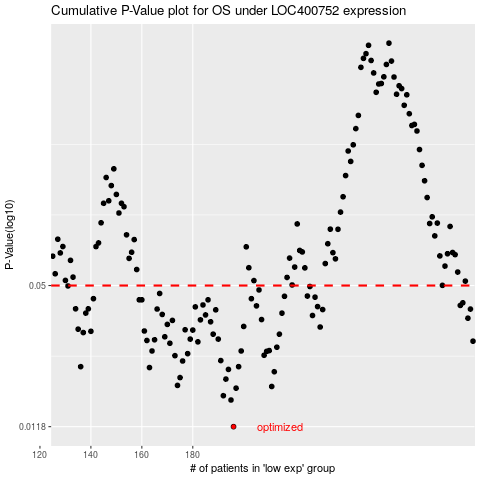 Cumulative P-Value plot for OS under LOC400752 expression
P-Value(log10)
0.05
0.0118
optimized
120 140 160 180
# of patients in 'low exp' group